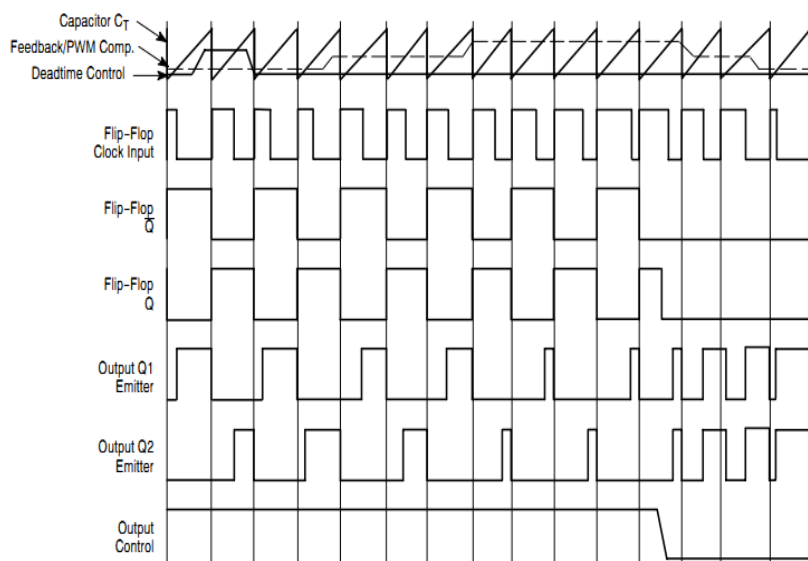 Capacitor CT
Feedback/PWM Comp.
Deadtime Control
Flip-Flop
Clock Input
Flip-Flop
Q̅
Flip-Flop
Q
Output Q1
Emitter
Output Q2
Emitter
Output
Control